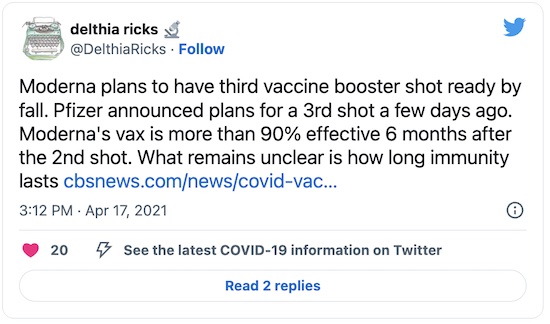 delthia ricks 🔬
@DelthiaRicks · Follow
Moderna plans to have third vaccine booster shot ready by
fall. Pfizer announced plans for a 3rd shot a few days ago.
Moderna's vax is more than 90% effective 6 months after
the 2nd shot. What remains unclear is how long immunity
lasts cbsnews.com/news/covid-vac...
3:12 PM · Apr 17, 2021
20 See the latest COVID-19 information on Twitter
Read 2 replies